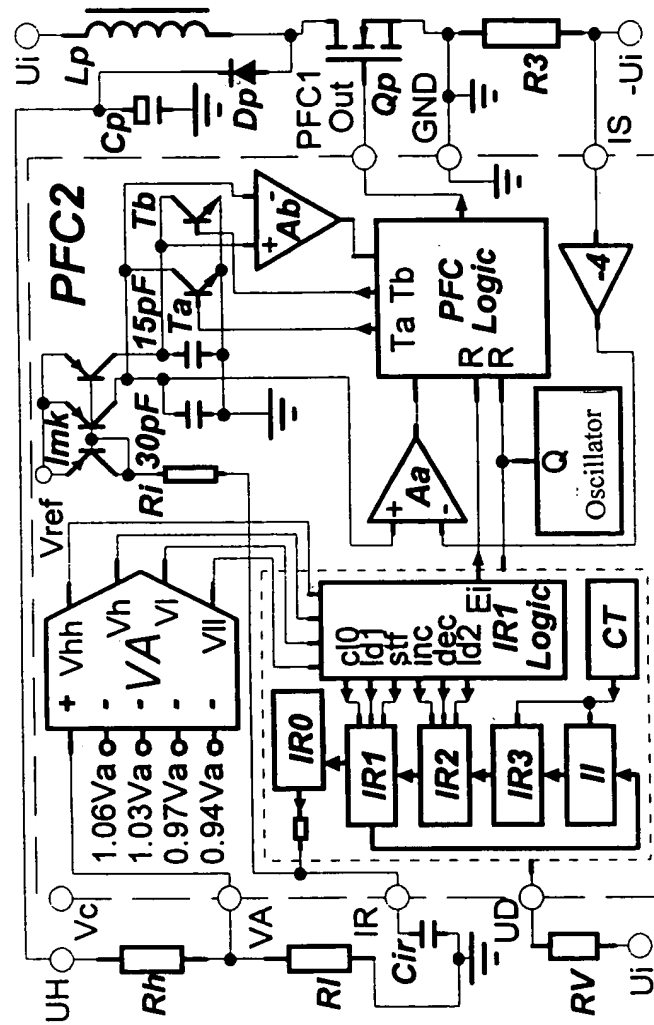 UH
Vc
PFC2
Ui
Lp
Cp
Dp
Rh
VA
Rl
1.06Va
1.03Va
0.97Va
0.94Va
+
-
-
-
-
VA
Vhh
Vh
Vl
Vll
Vref
Imk
Ri
30pF
15pF
Ta
Tb
-
+
Ab
PFC1
Out
Qp
GND
IR
Cir
UD
RV
Ui
IR0
IR1
IR2
IR3
II
CT
cl0
ld1
stf
inc
dec
ld2
Ei
IR1
Logic
+
-
Aa
Ta
Tb
R
R
PFC
Logic
Q
Oscillator
-4
IS
R3
-Ui